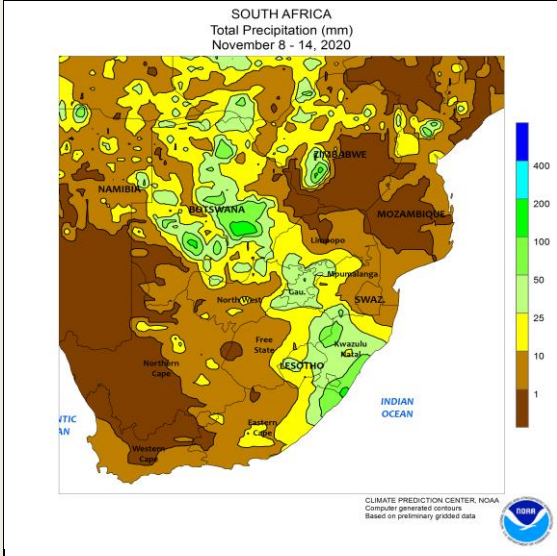 SOUTH AFRICA
Total Precipitation (mm)
November 8 - 14, 2020
ZIMBABWE
NAMIBIA
BOTSWANA
MOZAMBIQUE
Limpopo
Mpumalanga
Gau.
SWAZ.
North West
Free
State
Kwazulu
Natal
LESOTHO
Northern
Cape
Eastern
Cape
Western
Cape
INDIAN
OCEAN
NTIC
AN
400
200
100
50
25
10
1
CLIMATE PREDICTION CENTER, NOAA
Computer generated contours
Based on preliminary gridded data
NOAA